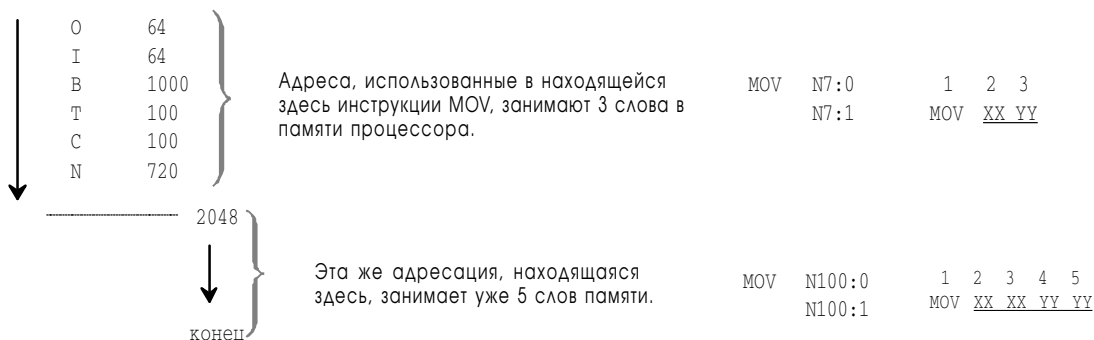 O 64
I 64
B 1000
T 100
C 100
N 720
Адреса, использованные в находящейся
здесь инструкции MOV, занимают 3 слова в
памяти процессора.
MOV N7:0
N7:1
1 2 3
MOV XX YY
2048
конец
Эта же адресация, находящаяся
здесь, занимает уже 5 слов памяти.
MOV N100:0
N100:1
1 2 3 4 5
MOV XX XX YY YY